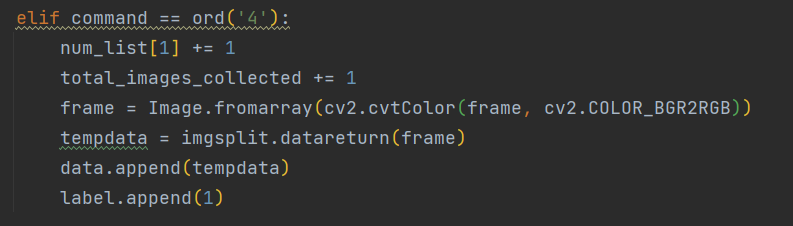 elif command == ord('4'):
    num_list[1] += 1
    total_images_collected += 1
    frame = Image.fromarray(cv2.cvtColor(frame, cv2.COLOR_BGR2RGB))
    tempdata = imgsplit.datareturn(frame)
    data.append(tempdata)
    label.append(1)